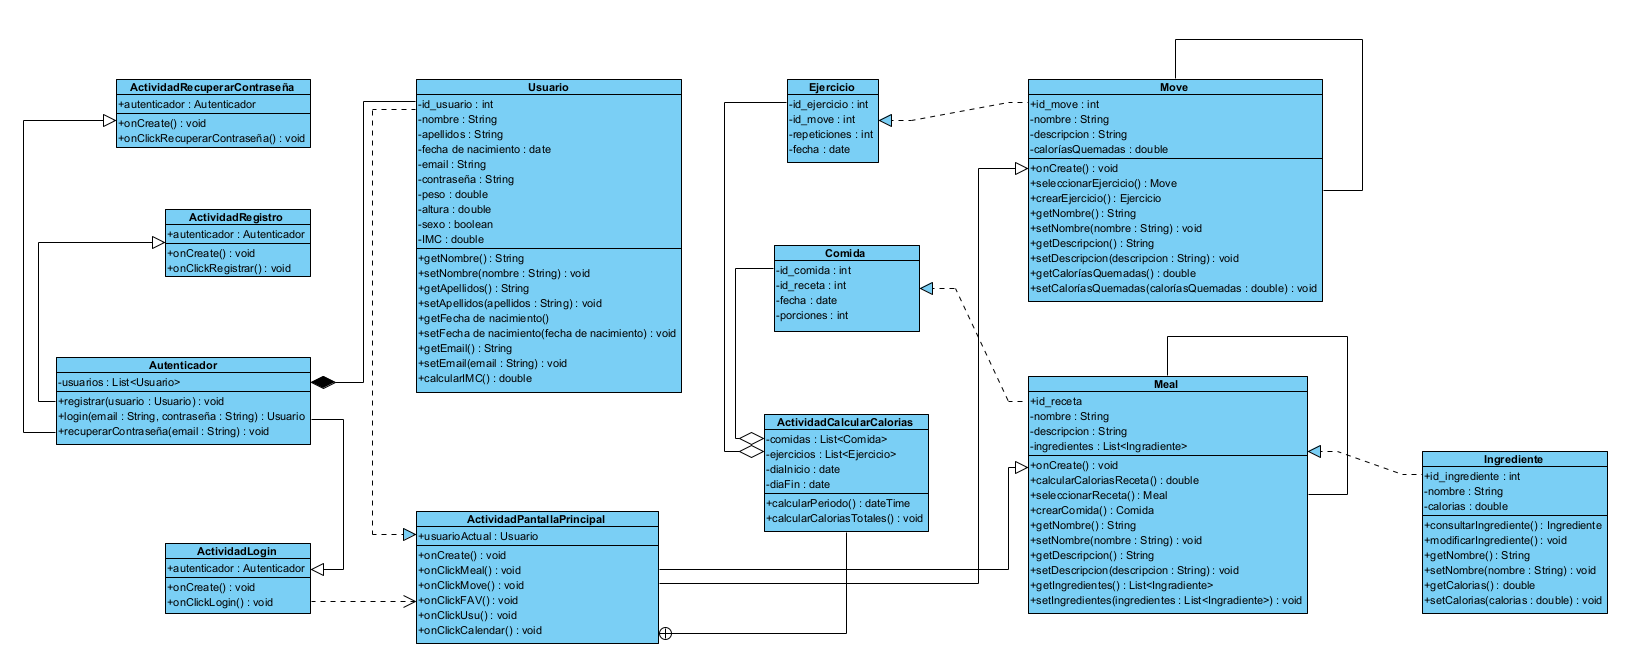 ActividadRecuperarContraseña
+autenticador : Autenticador
+onCreate() : void
+onClickRecuperarContraseña() : void
ActividadRegistro
+autenticador : Autenticador
+onCreate() : void
+onClickRegistrar() : void
Autenticador
-usuarios : List<Usuario>
+registrar(usuario : Usuario) : void
+login(email : String, contraseña : String) : Usuario
+recuperarContraseña(email : String) : void
ActividadLogin
+autenticador : Autenticador
+onCreate() : void
+onClickLogin() : void
Usuario
-id_usuario : int
-nombre : String
-apellidos : String
-fecha de nacimiento : date
-email : String
-contraseña : String
-peso : double
-altura : double
-sexo : boolean
-IMC : double
+getNombre() : String
+setNombre(nombre : String) : void
+getApellidos() : String
+setApellidos(apellidos : String) : void
+getFecha de nacimiento()
+setFecha de nacimiento(fecha de nacimiento) : void
+getEmail() : String
+setEmail(email : String) : void
+calcularIMC() : double
ActividadPantallaPrincipal
+usuarioActual : Usuario
+onCreate() : void
+onClickMeal() : void
+onClickMove() : void
+onClickFAV() : void
+onClickUsu() : void
+onClickCalendar() : void
Ejercicio
-id_ejercicio : int
-id_move : int
-repeticiones : int
-fecha : date
Comida
-id_comida : int
-id_receta : int
-fecha : date
-porciones : int
ActividadCalcularCalorias
-comidas : List<Comida>
-ejercicios : List<Ejercicio>
-diaInicio : date
-diaFin : date
+calcularPeriodo() : dateTime
+calcularCaloriasTotales() : void
Move
+id_move : int
-nombre : String
-descripcion : String
-caloríasQuemadas : double
+onCreate() : void
+seleccionarEjercicio() : Move
+crearEjercicio() : Ejercicio
+getNombre() : String
+setNombre(nombre : String) : void
+getDescripcion() : String
+setDescripcion(descripcion : String) : void
+getCaloríasQuemadas() : double
+setCaloríasQuemadas(caloríasQuemadas : double) : void
Meal
+id_receta
-nombre : String
-descripcion : String
-ingredientes : List<Ingradiente>
+onCreate() : void
+calcularCaloriasReceta() : double
+seleccionarReceta() : Meal
+crearComida() : Comida
+getNombre() : String
+setNombre(nombre : String) : void
+getDescripcion() : String
+setDescripcion(descripcion : String) : void
+getIngredientes() : List<Ingradiente>
+setIngredientes(ingredientes : List<Ingradiente>) : void
Ingrediente
+id_ingrediente : int
-nombre : String
-calorias : double
+consultarIngrediente() : Ingrediente
+modificarIngrediente() : void
+getNombre() : String
+setNombre(nombre : String) : void
+getCalorias() : double
+setCalorias(calorias : double) : void